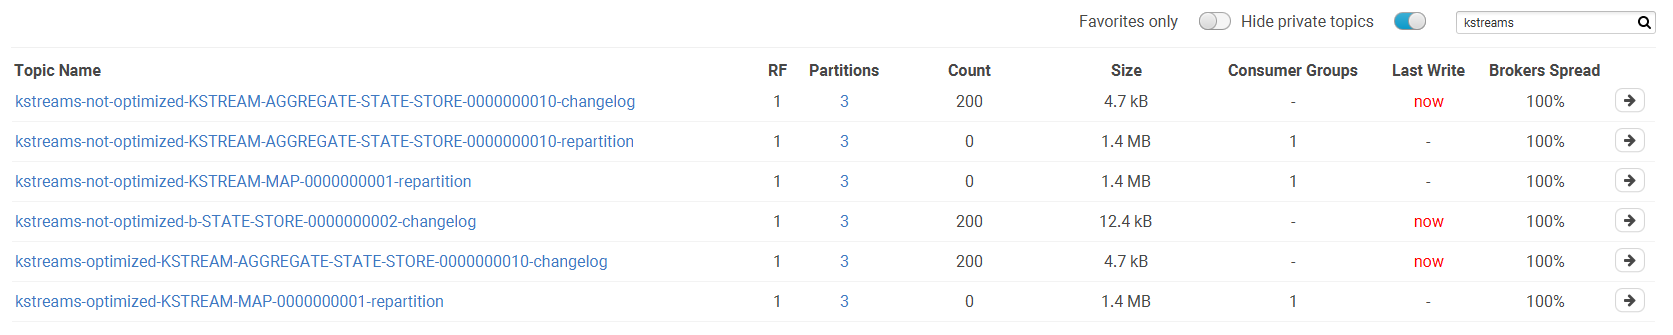 Favorites only Hide private topics kstreams
Topic Name RF Partitions Count Size Consumer Groups Last Write Brokers Spread
kstreams-not-optimized-KSTREAM-AGGREGATE-STATE-STORE-0000000010-changelog 1 3 200 4.7 kB - now 100%
kstreams-not-optimized-KSTREAM-AGGREGATE-STATE-STORE-0000000010-repartition 1 3 0 1.4 MB 1 - 100%
kstreams-not-optimized-KSTREAM-MAP-0000000001-repartition 1 3 0 1.4 MB 1 - 100%
kstreams-not-optimized-b-STATE-STORE-0000000002-changelog 1 3 200 12.4 kB - now 100%
kstreams-optimized-KSTREAM-AGGREGATE-STATE-STORE-0000000010-changelog 1 3 200 4.7 kB - now 100%
kstreams-optimized-KSTREAM-MAP-0000000001-repartition 1 3 0 1.4 MB 1 - 100%